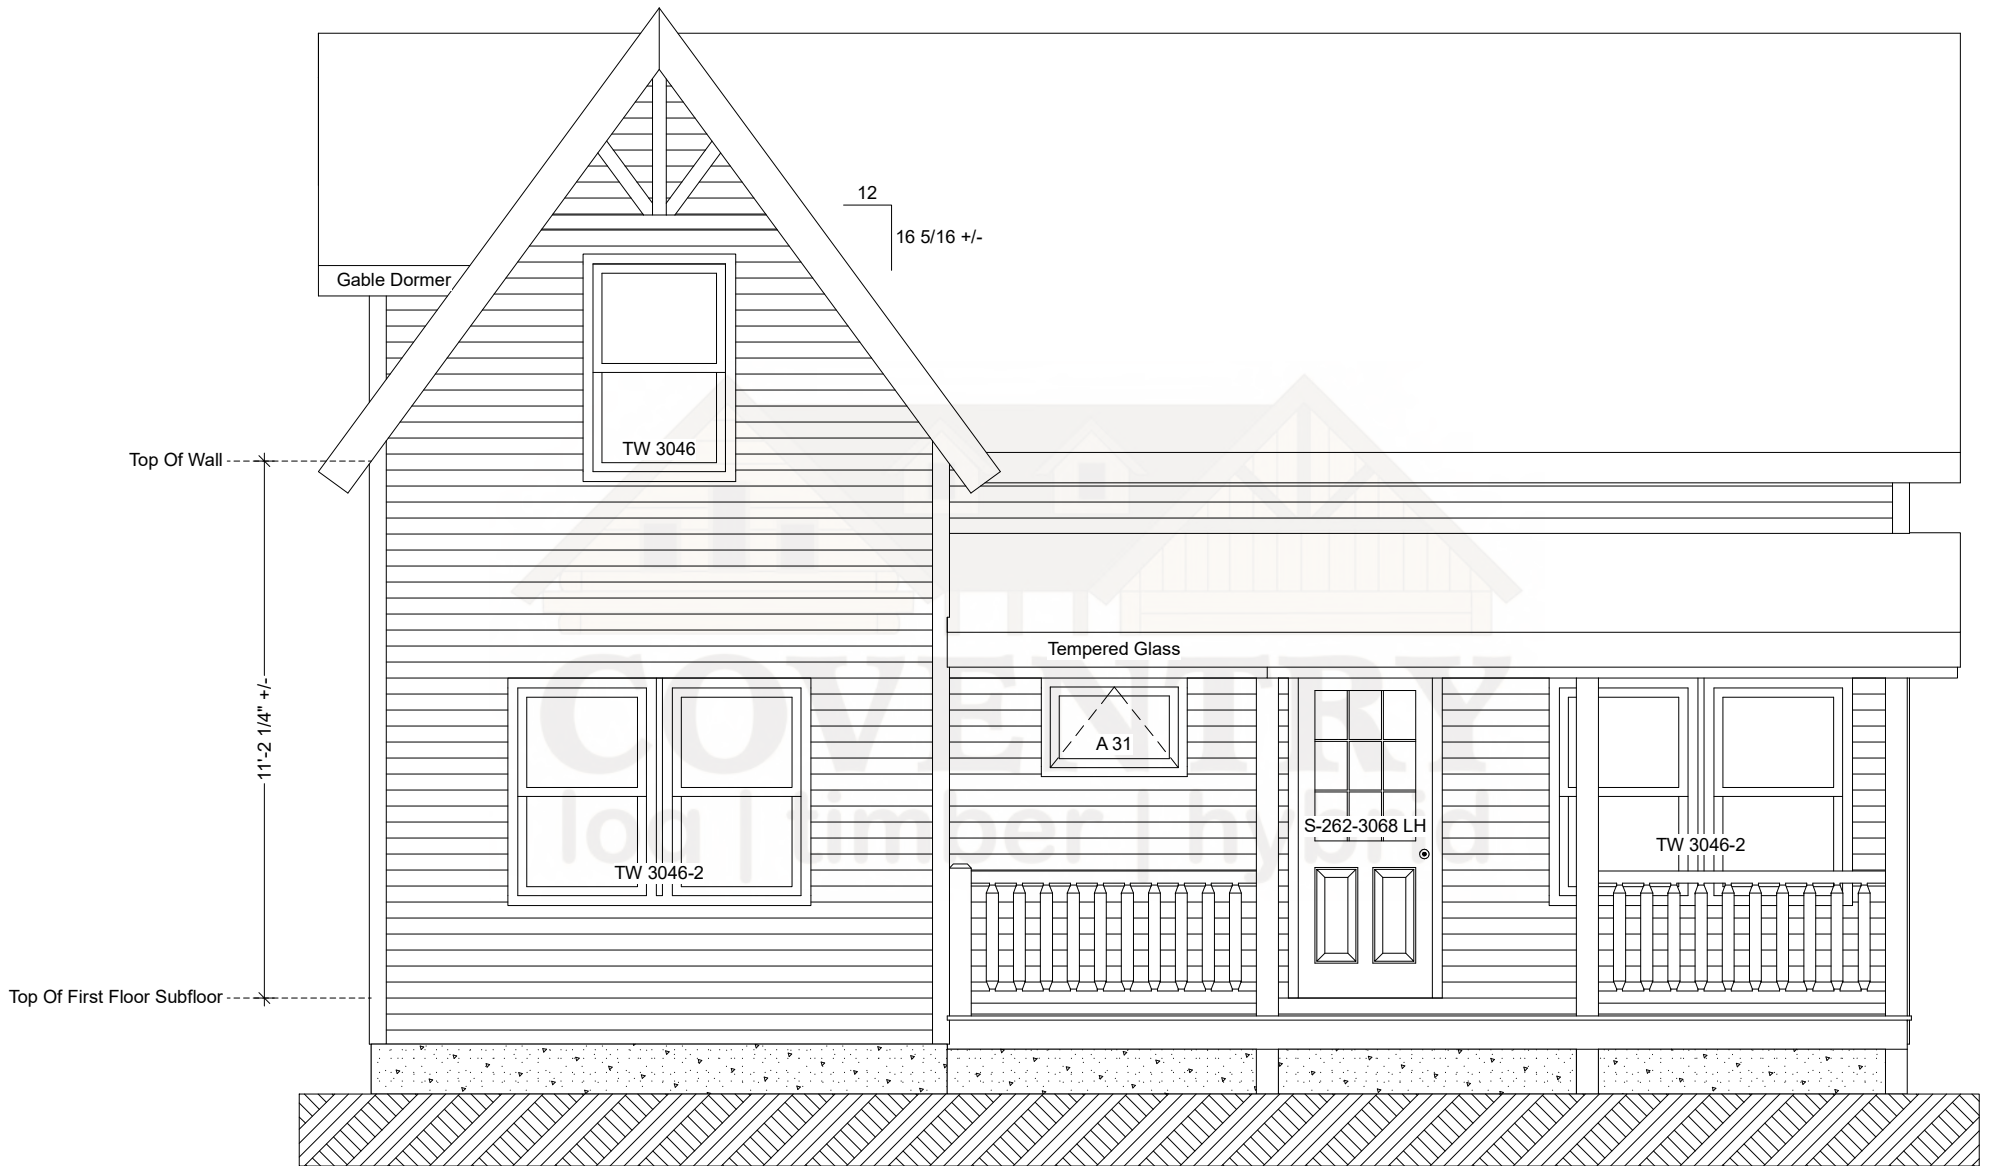 12
16 5/16 +/-
Gable Dormer
TW 3046
Top Of Wall
Tempered Glass
11'-2 1/4" +/-
A 31
S-262-3068 LH
TW 3046-2
TW 3046-2
COVENTRY
log | timber | hybrid
Top Of First Floor Subfloor